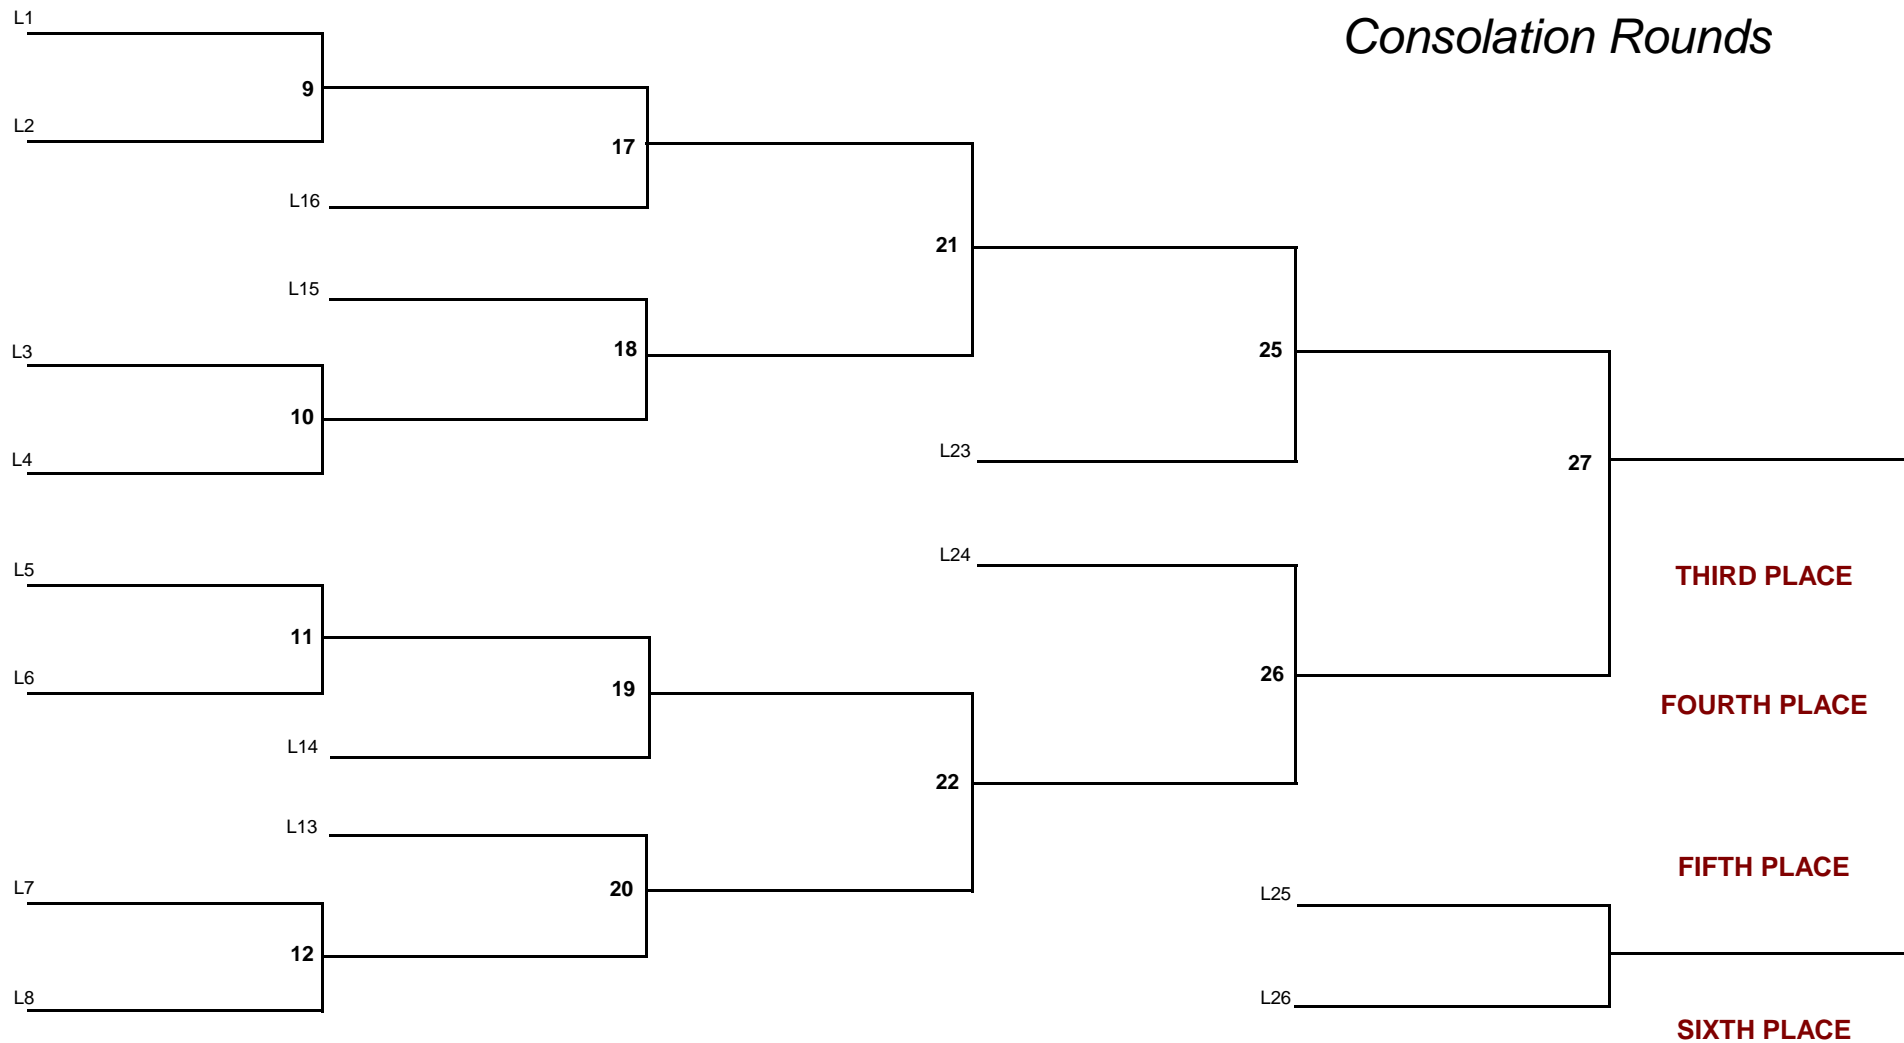 L1
Consolation Rounds
9
L2
17
L16
21
L15
L3
18
25
10
L4
L23
27
L24
L5
THIRD PLACE
11
L6
26
19
FOURTH PLACE
L14
22
L13
FIFTH PLACE
L7
20
L25
12
L8
L26
SIXTH PLACE